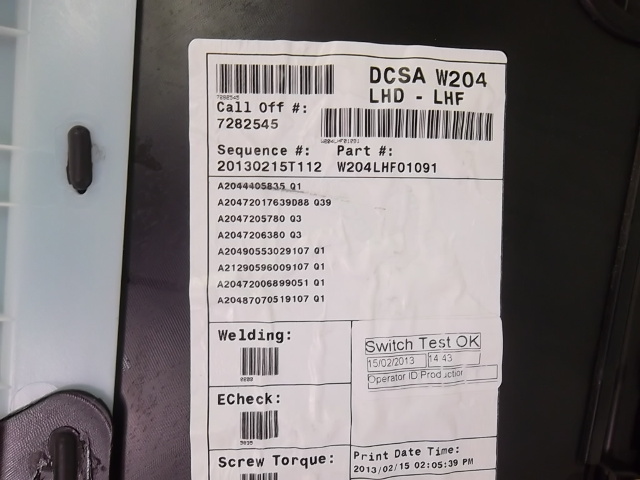 DCSA W204
7282545
LHD - LHF
Call Off #:
7282545
W204LHF01091
Sequence #: Part #:
20130215T112 W204LHF01091
A2044405835 Q1
A20472017639D88 Q39
A2047205780 Q3
A2047206380 Q3
A20490553029107 Q1
A21290596009107 Q1
A20472006899051 Q1
A20487070519107 Q1
Welding:
Switch Test OK
15/02/2013 14:43
Operator ID Production
ECheck:
Screw Torque:
Print Date Time:
2013/02/15 02:05:39 PM